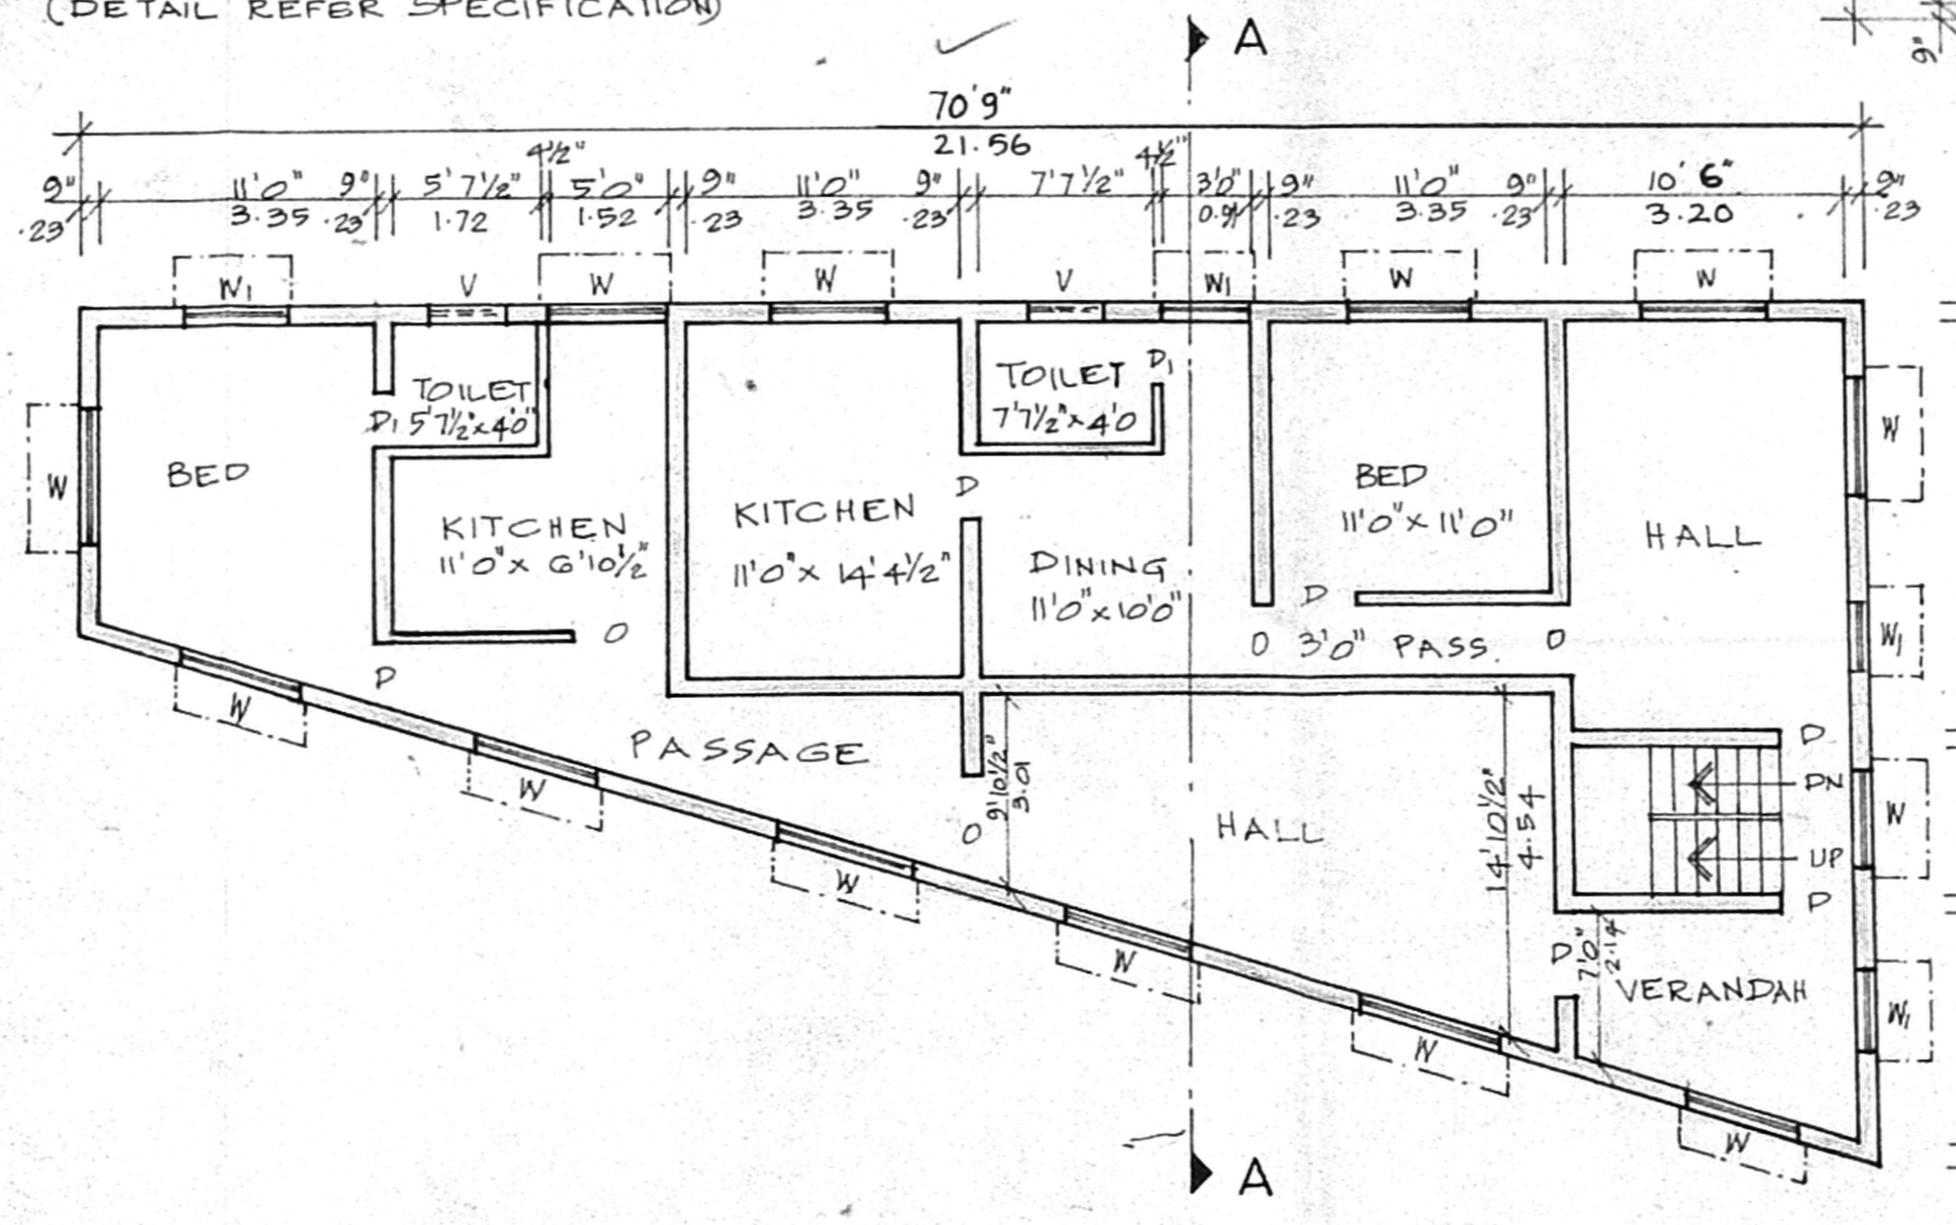 (DETAIL REFER SPECIFICATION)
A
9"
70'9"
21.56
4½" 4½"
9" 11'0" 9" 5'7½" 5'0" 9" 11'0" 9" 7'7½" 3'0" 9" 11'0" 9" 10'6" 9"
.23 3.35 .23 1.72 1.52 .23 3.35 .23 0.91 .23 3.35 .23 3.20 .23
W1 V W W V W1 W W
TOILET
D1 5'7½"x4'0"
TOILET D1
7'7½"x4'0
W
W
BED
D
BED
11'0"x11'0"
KITCHEN
11'0"x 6'10½"
KITCHEN
11'0"x 14'4½"
DINING
11'0"x10'0"
HALL
D
O
O 3'0" PASS. O
W1
D
W
PASSAGE
9'10½"
3.01
D
DN
W
UP
D
W
O
HALL
14'10½"
4.54
W
D
7'0"
2.14
VERANDAH
W
W1
W
W
A